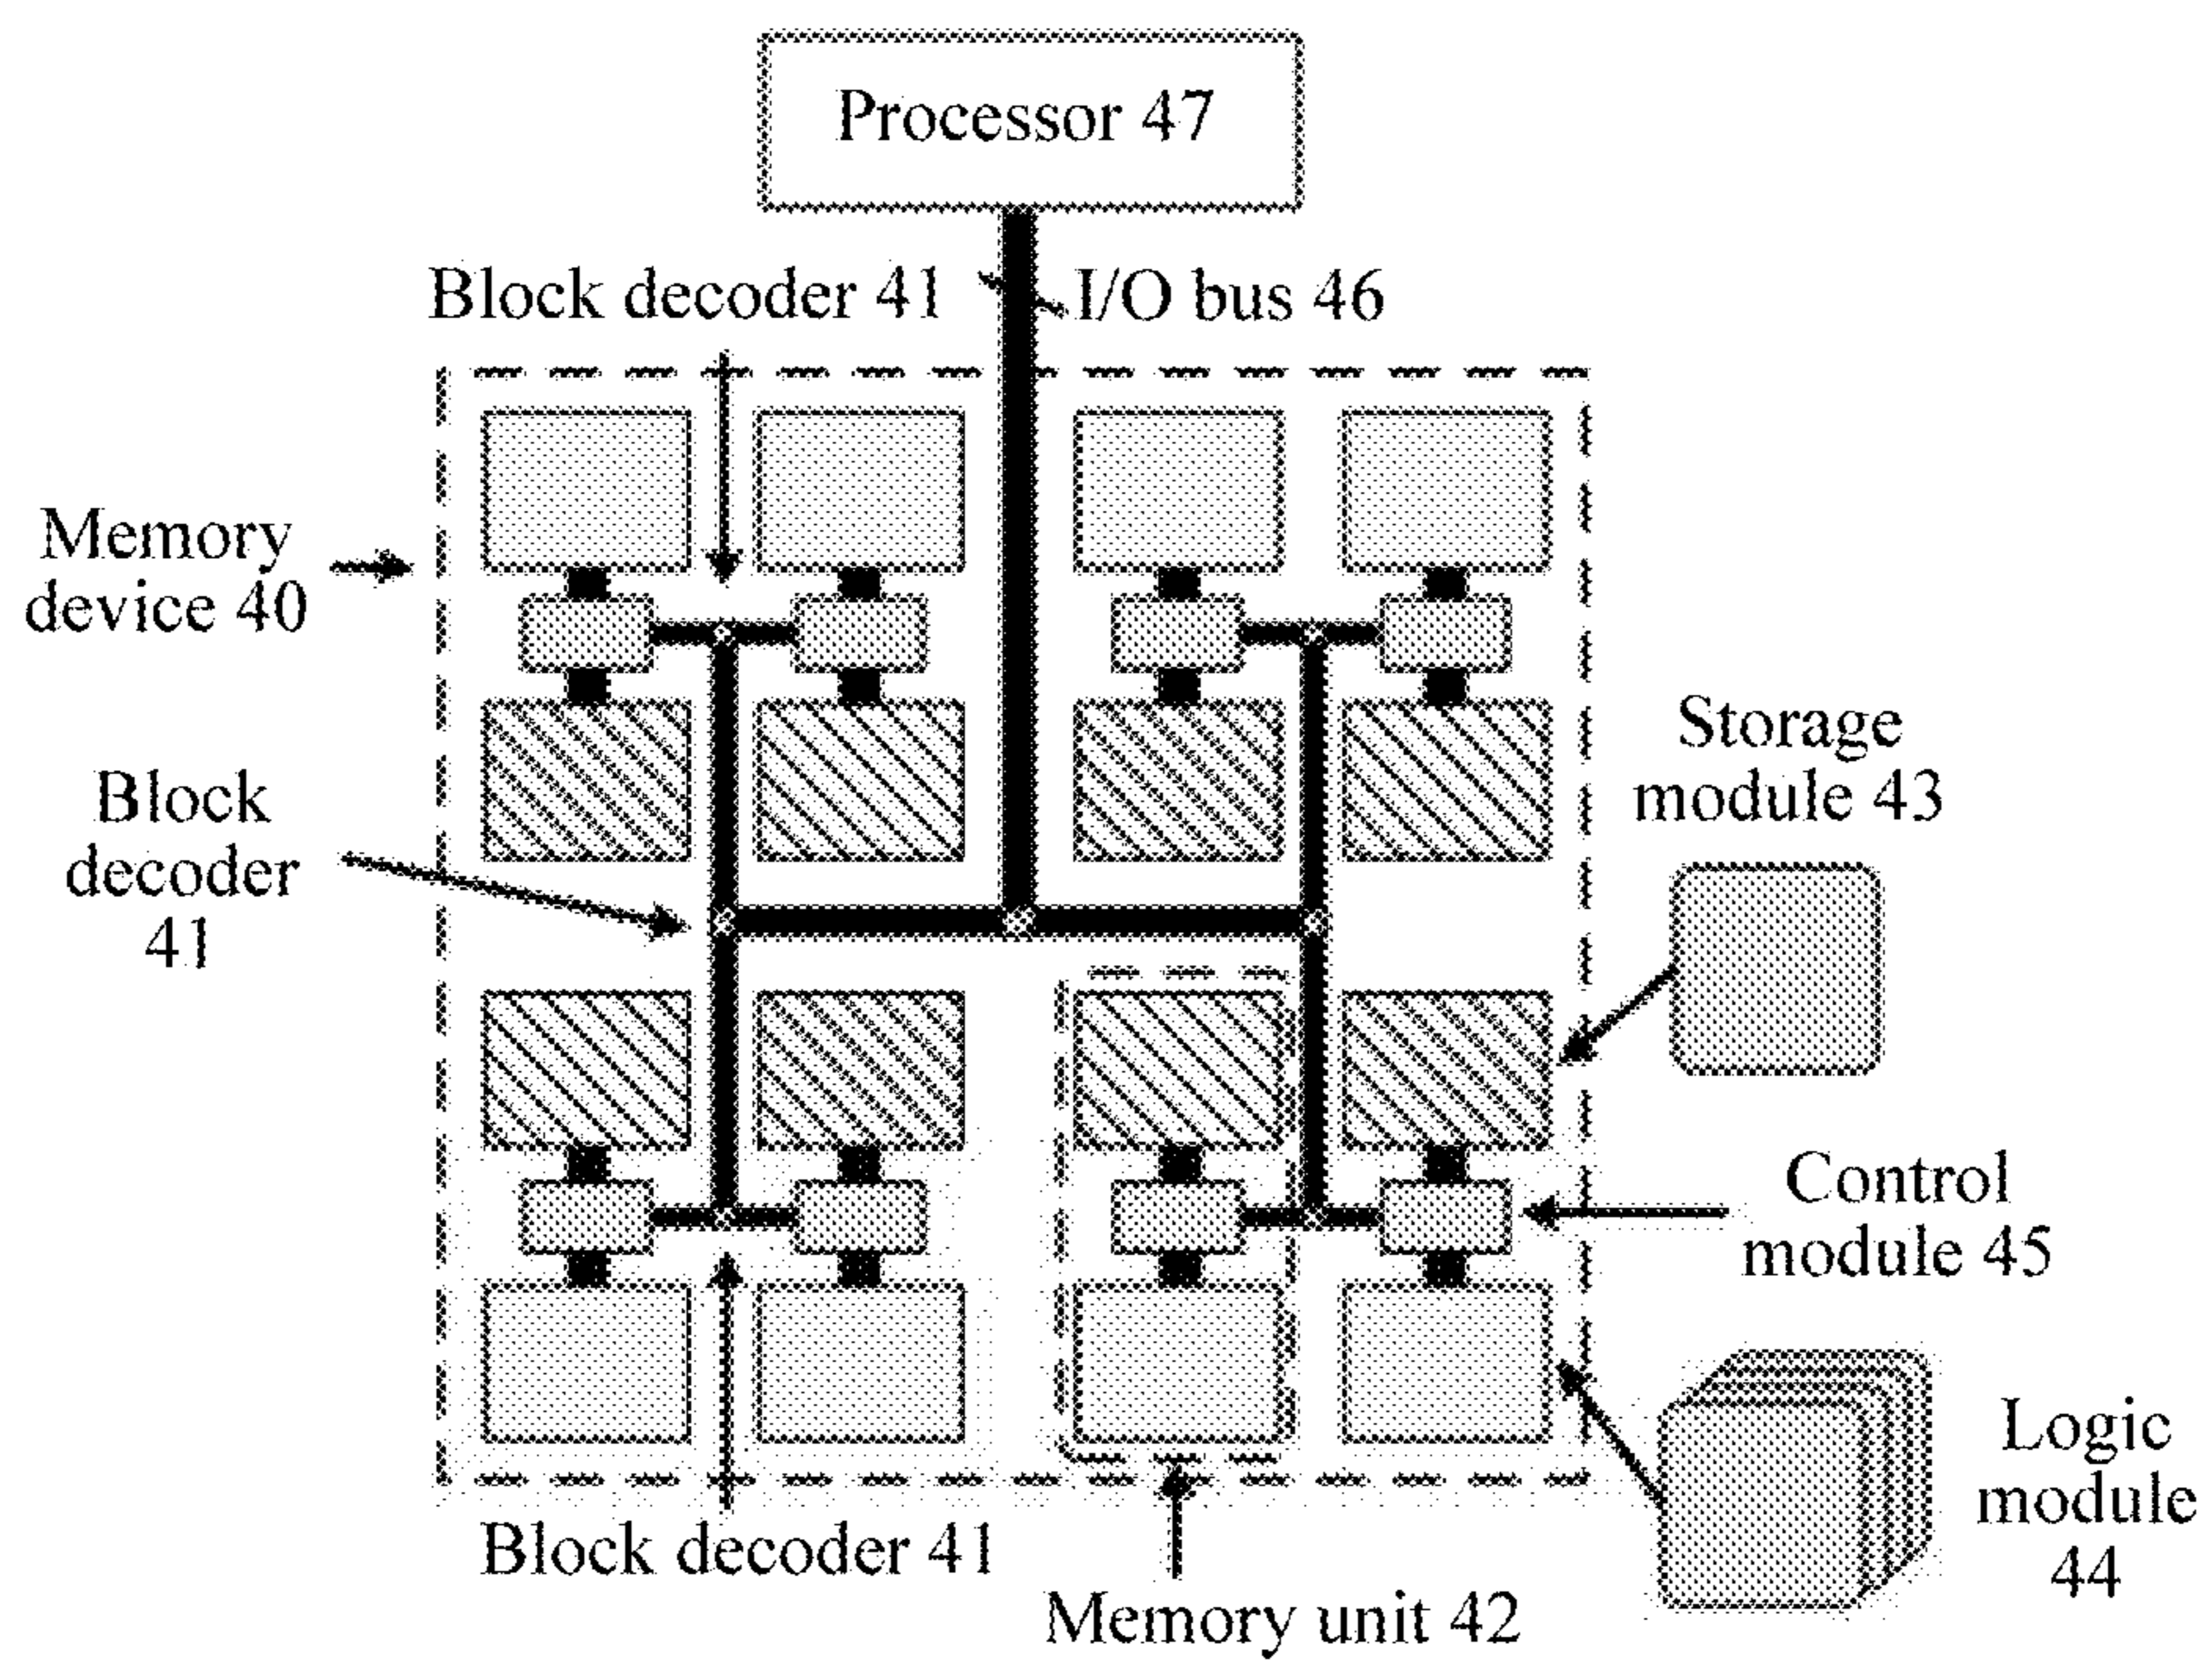 Processor 47
Block decoder 41
I/O bus 46
Memory
device 40
Storage
module 43
Block
decoder
41
Control
module 45
Logic
module
44
Block decoder 41
Memory unit 42